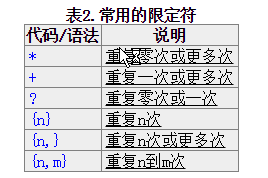 表2.常用的限定符
代码/语法 说明
* 重复零次或更多次
+ 重复一次或更多次
? 重复零次或一次
{n} 重复n次
{n,} 重复n次或更多次
{n,m} 重复n到m次